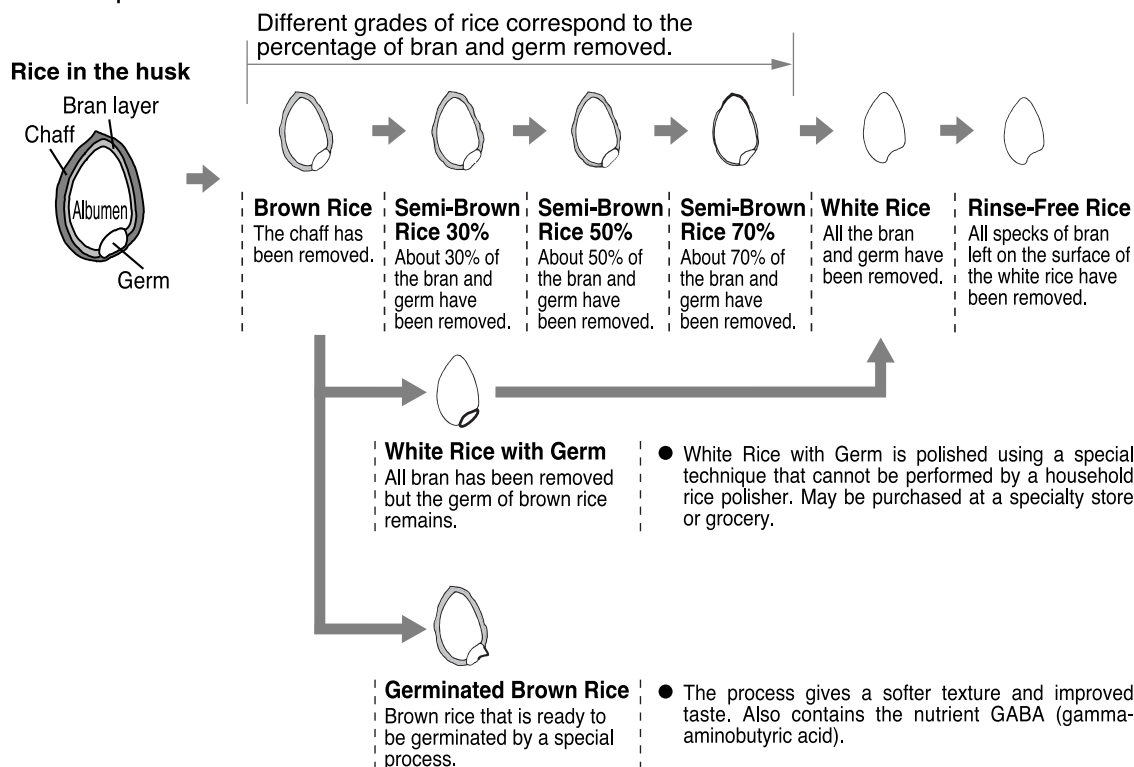 Different grades of rice correspond to the
percentage of bran and germ removed.
Rice in the husk
Bran layer
Chaff
Albumen
Germ
Brown Rice
The chaff has
been removed.
Semi-Brown
Rice 30%
About 30% of
the bran and
germ have
been removed.
Semi-Brown
Rice 50%
About 50% of
the bran and
germ have
been removed.
Semi-Brown
Rice 70%
About 70% of
the bran and
germ have
been removed.
White Rice
All the bran
and germ have
been removed.
Rinse-Free Rice
All specks of bran
left on the surface of
the white rice have
been removed.
White Rice with Germ
All bran has been removed
but the germ of brown rice
remains.
● White Rice with Germ is polished using a special
technique that cannot be performed by a household
rice polisher. May be purchased at a specialty store
or grocery.
Germinated Brown Rice
Brown rice that is ready to
be germinated by a special
process.
● The process gives a softer texture and improved
taste. Also contains the nutrient GABA (gamma-
aminobutyric acid).